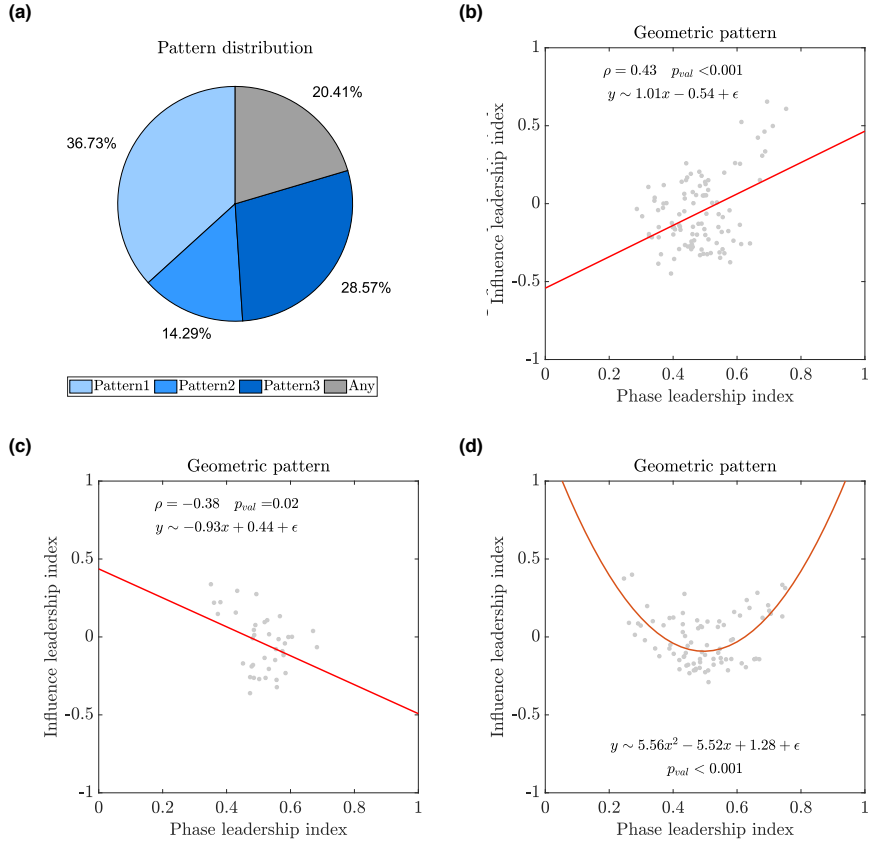 (a)
Pattern distribution
20.41%
36.73%
28.57%
14.29%
Pattern1 Pattern2 Pattern3 Any
(b)
Geometric pattern
ρ = 0.43 p_val <0.001
y ∼ 1.01x − 0.54 + ϵ
1
0.5
0
-0.5
-1
0 0.2 0.4 0.6 0.8 1
Influence leadership index
Phase leadership index
(c)
Geometric pattern
ρ = −0.38 p_val =0.02
y ∼ −0.93x + 0.44 + ϵ
1
0.5
0
-0.5
-1
0 0.2 0.4 0.6 0.8 1
Influence leadership index
Phase leadership index
(d)
Geometric pattern
1
0.5
0
-0.5
-1
y ∼ 5.56x² − 5.52x + 1.28 + ϵ
p_val < 0.001
0 0.2 0.4 0.6 0.8 1
Influence leadership index
Phase leadership index